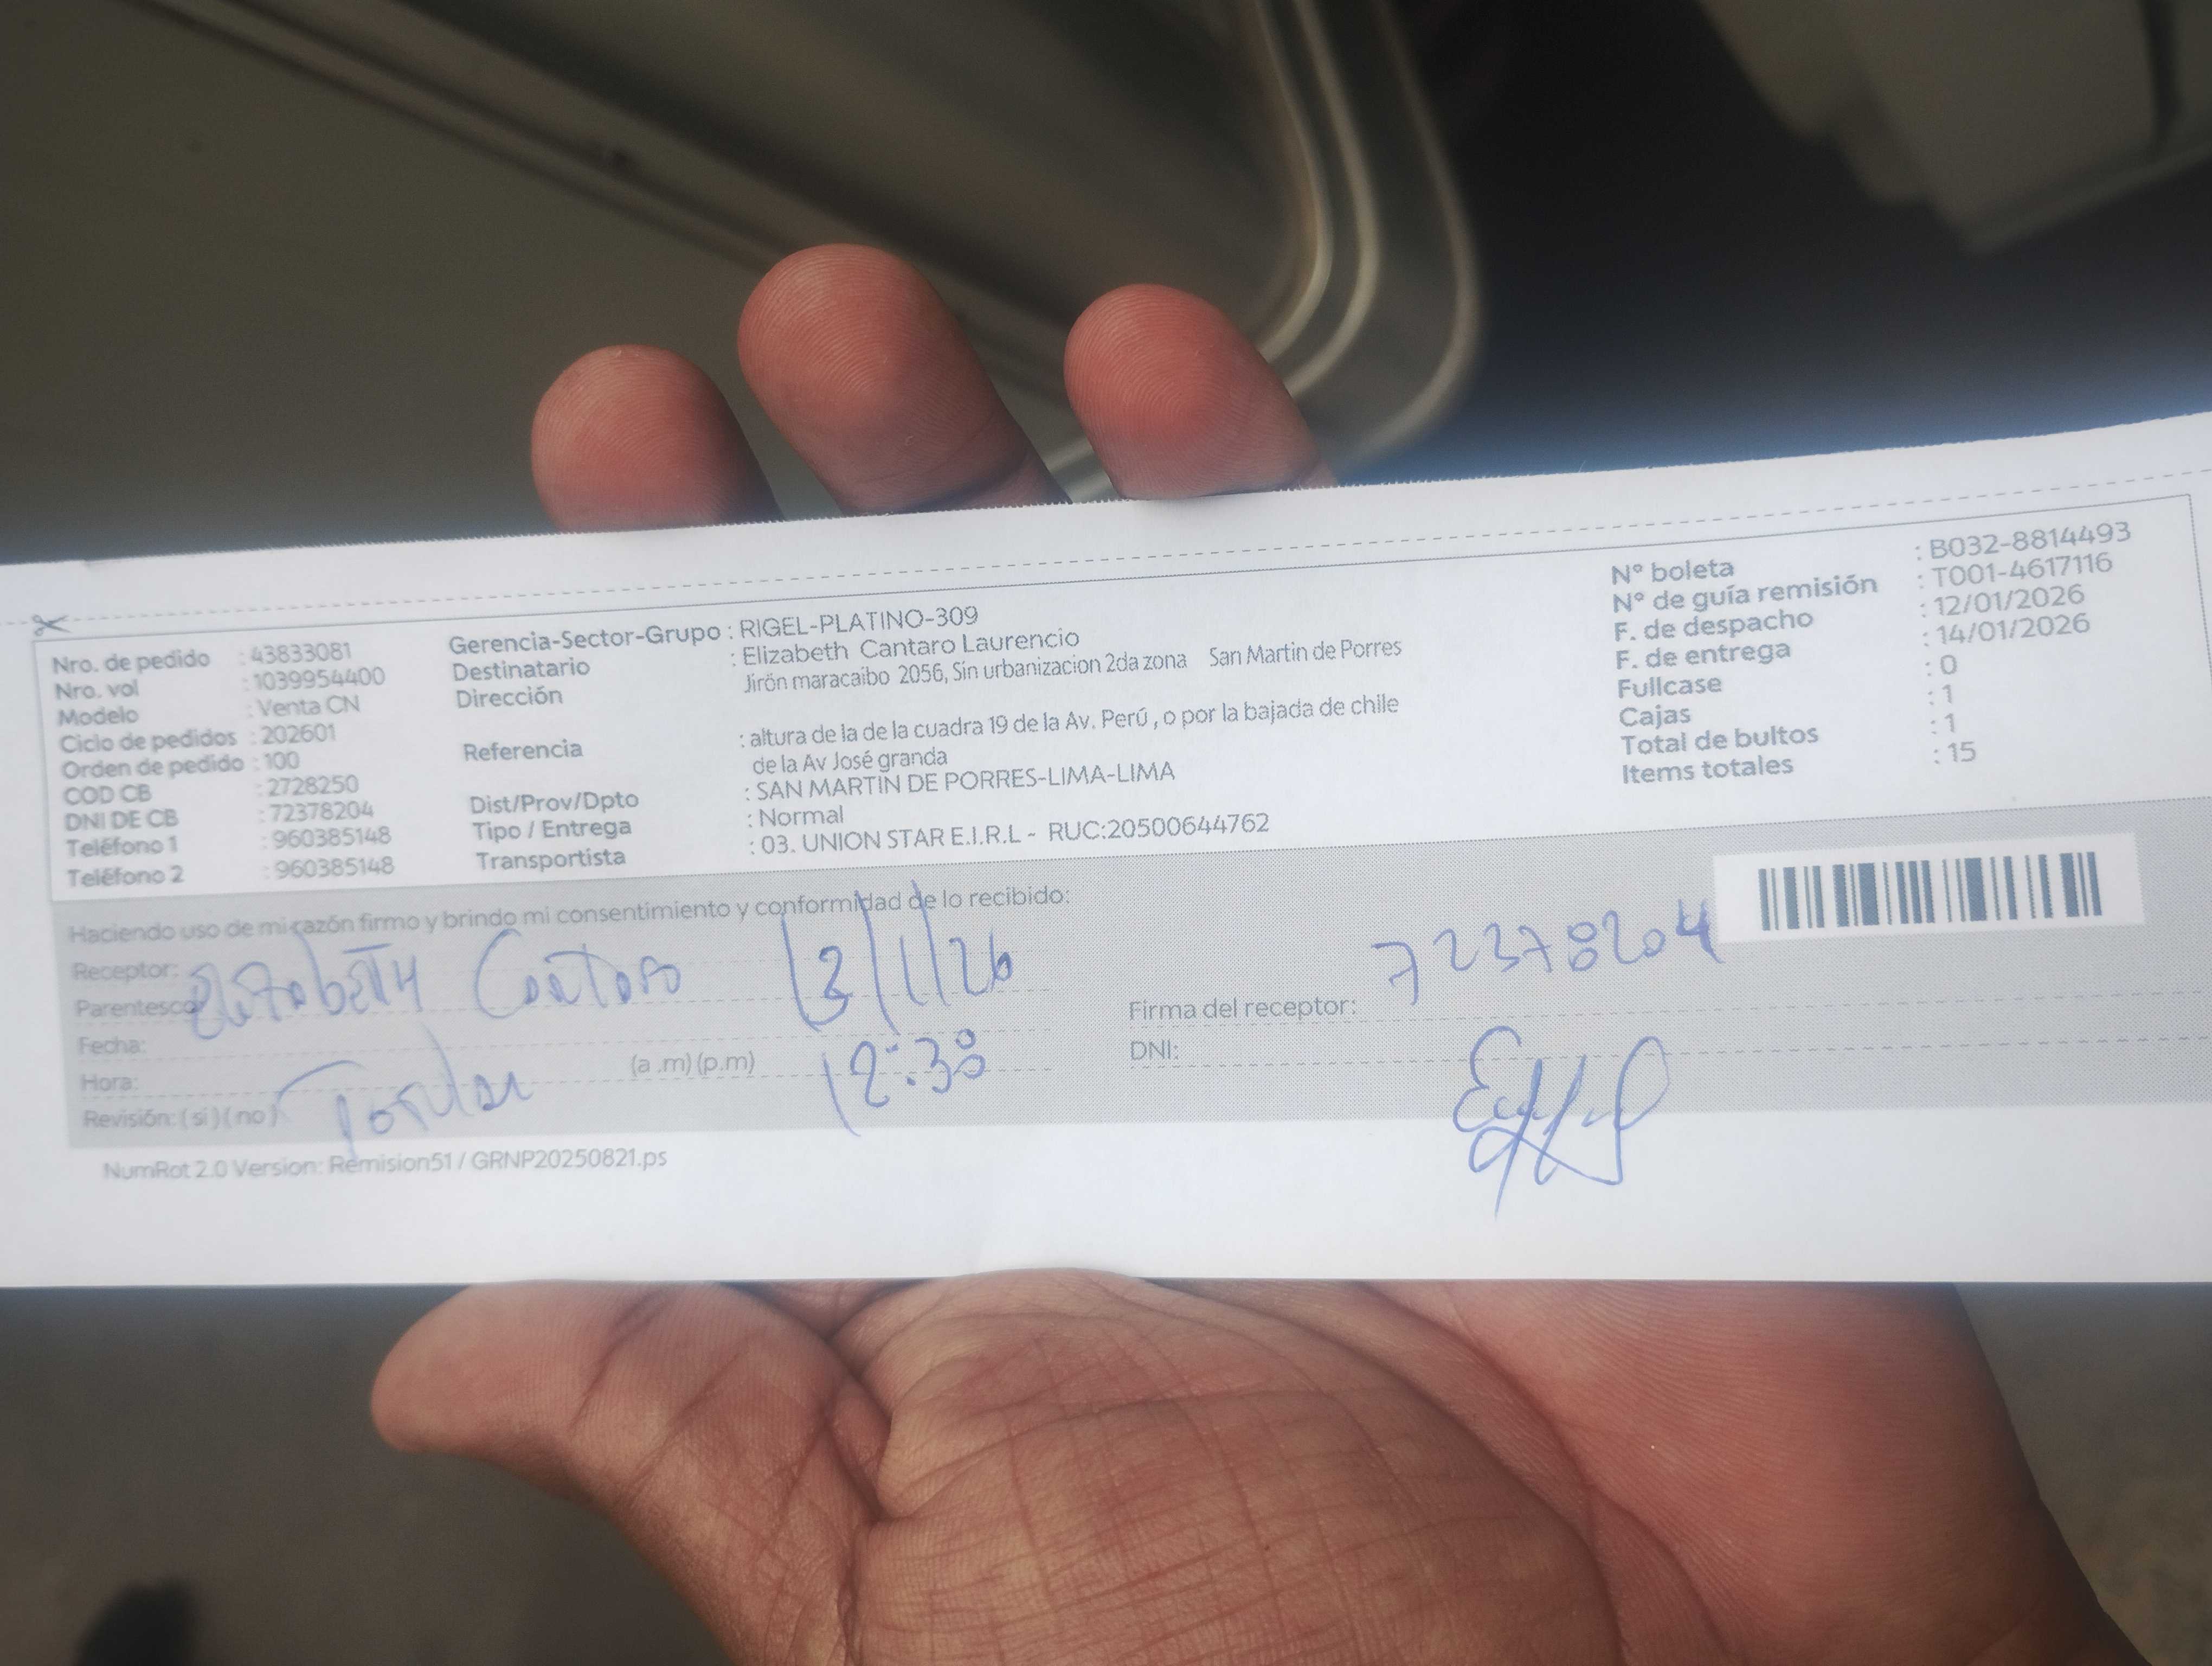 Nro. de pedido : 43833081
Nro. vol : 1039954400
Modelo : Venta CN
Ciclo de pedidos : 202601
Orden de pedido : 100
COD CB : 2728250
DNI DE CB : 72378204
Teléfono 1 : 960385148
Teléfono 2 : 960385148
Gerencia-Sector-Grupo : RIGEL-PLATINO-309
Destinatario : Elizabeth Cantaro Laurencio
Dirección Jirön maracaibo 2056, Sin urbanizacion 2da zona San Martin de Porres
Referencia : altura de la de la cuadra 19 de la Av. Perú , o por la bajada de chile
de la Av José granda
Dist/Prov/Dpto : SAN MARTIN DE PORRES-LIMA-LIMA
Tipo / Entrega : Normal
Transportista : 03. UNION STAR E.I.R.L - RUC:20500644762
N° boleta : B032-8814493
N° de guía remisión : T001-4617116
F. de despacho : 12/01/2026
F. de entrega : 14/01/2026
Fullcase : 0
Cajas : 1
Total de bultos : 1
Items totales : 15
Haciendo uso de mi razón firmo y brindo mi consentimiento y conformidad de lo recibido:
Receptor:
Parentesco
Elizabeth Cantaro 13/1/26
Fecha:
Hora: (a .m) (p.m) 12:38
Revisión: ( si ) ( no ) Titular
Firma del receptor: 72378204
DNI:
NumRot 2.0 Version: Remision51 / GRNP20250821.ps